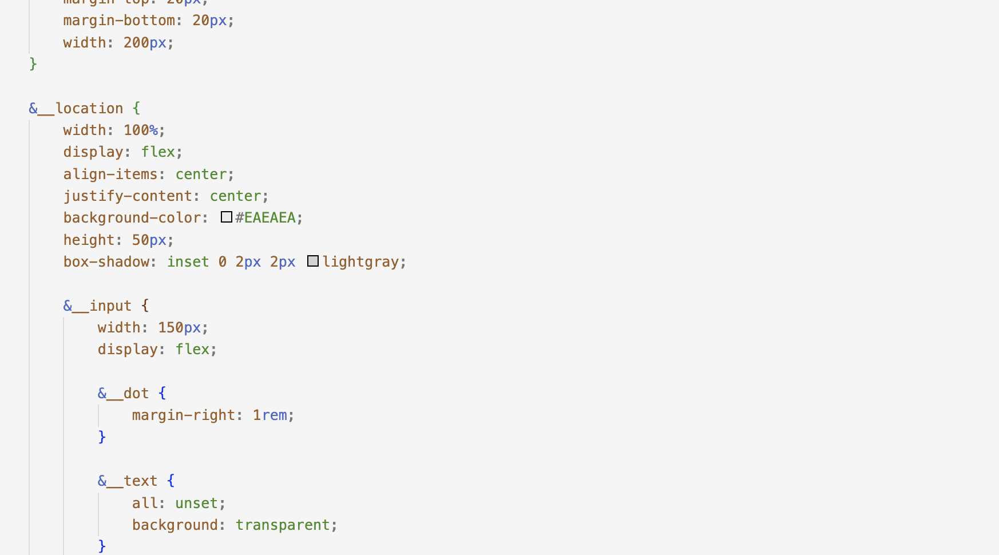 margin-top: 20px;
margin-bottom: 20px;
width: 200px;
}
&__location {
width: 100%;
display: flex;
align-items: center;
justify-content: center;
background-color: #EAEAEA;
height: 50px;
box-shadow: inset 0 2px 2px lightgray;
&__input {
width: 150px;
display: flex;
&__dot {
margin-right: 1rem;
}
&__text {
all: unset;
background: transparent;
}